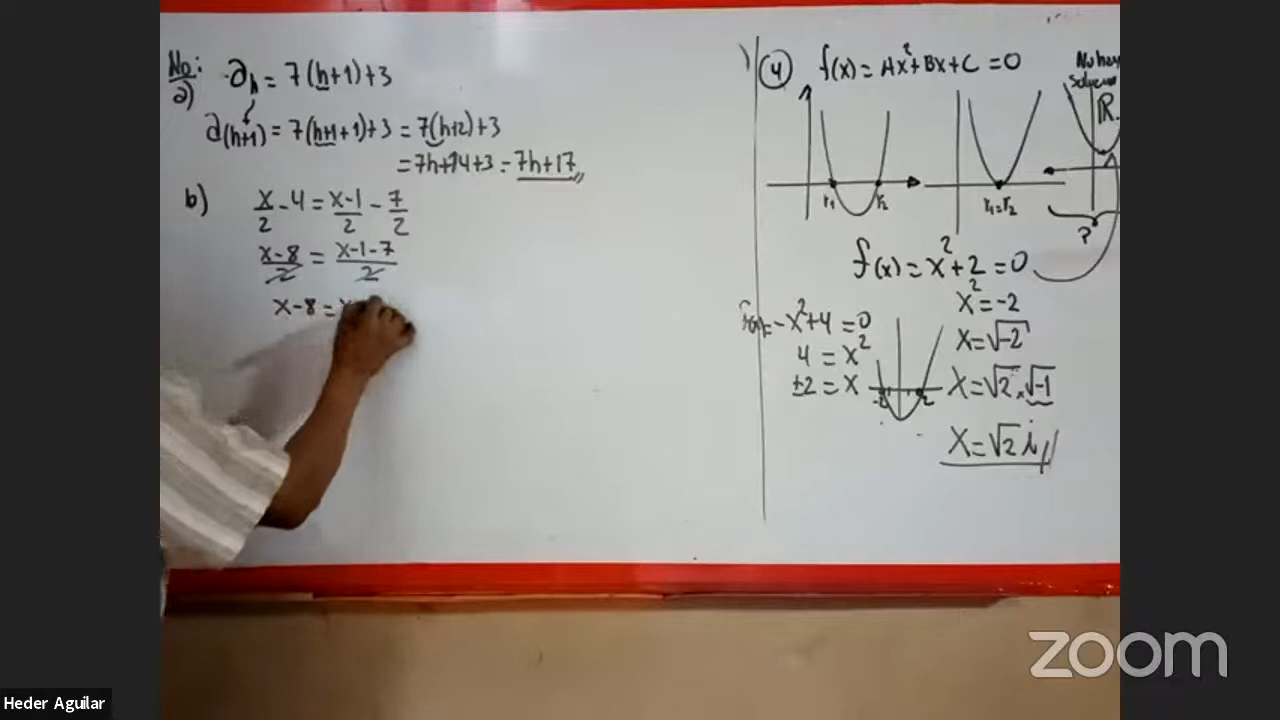 No:
a) ∂h = 7(h+1)+3
∂(h+1) = 7(h+1+1)+3 = 7(h+2)+3
= 7h+14+3 = 7h+17
b) x/2 - 4 = x-1/2 - 7/2
x-8/2 = x-1-7/2
x-8 =
4 f(x) = Ax²+Bx+C = 0
No hay
ℝ.
r1 r2
r1=r2
?
f(x) = x²+2 = 0
x² = -2
x = √-2
x = √2 × √-1
x = √2 i
-x²+4 = 0
4 = x²
±2 = x
-2 2
zoom
Heder Aguilar